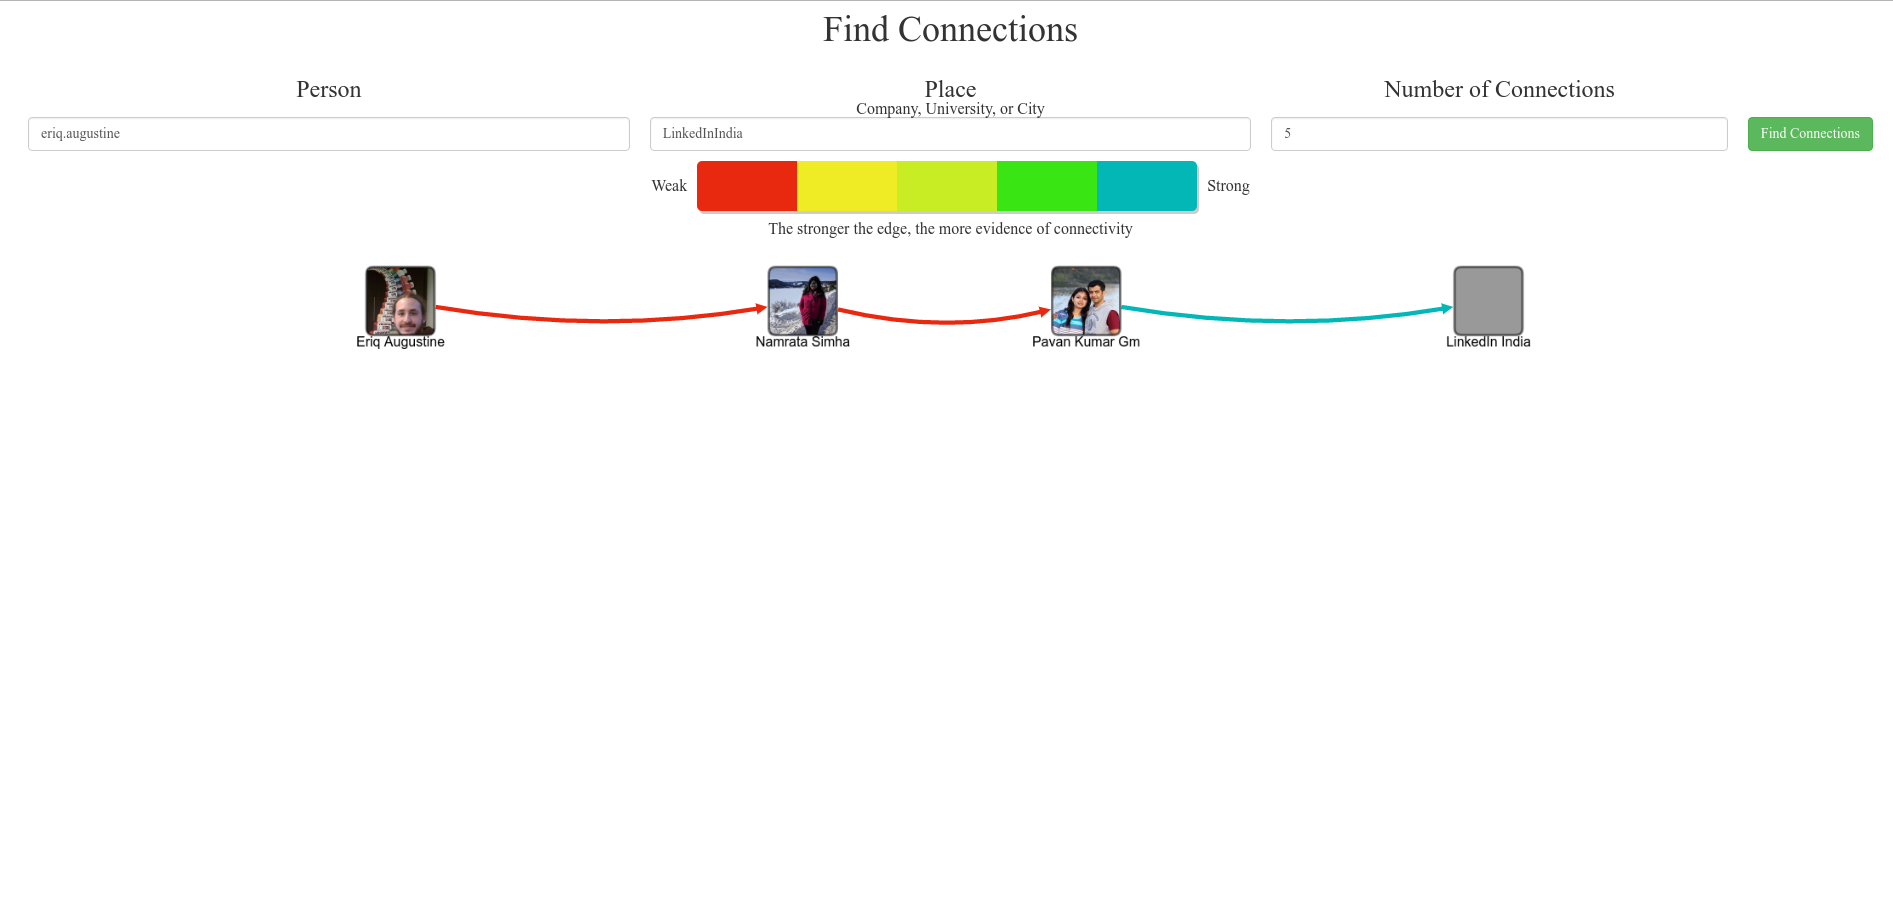 Find Connections
Person
Place
Number of Connections
Company, University, or City
eriq.augustine
LinkedInIndia
5
Find Connections
Weak
Strong
The stronger the edge, the more evidence of connectivity
Eriq Augustine
Namrata Simha
Pavan Kumar Gm
LinkedIn India